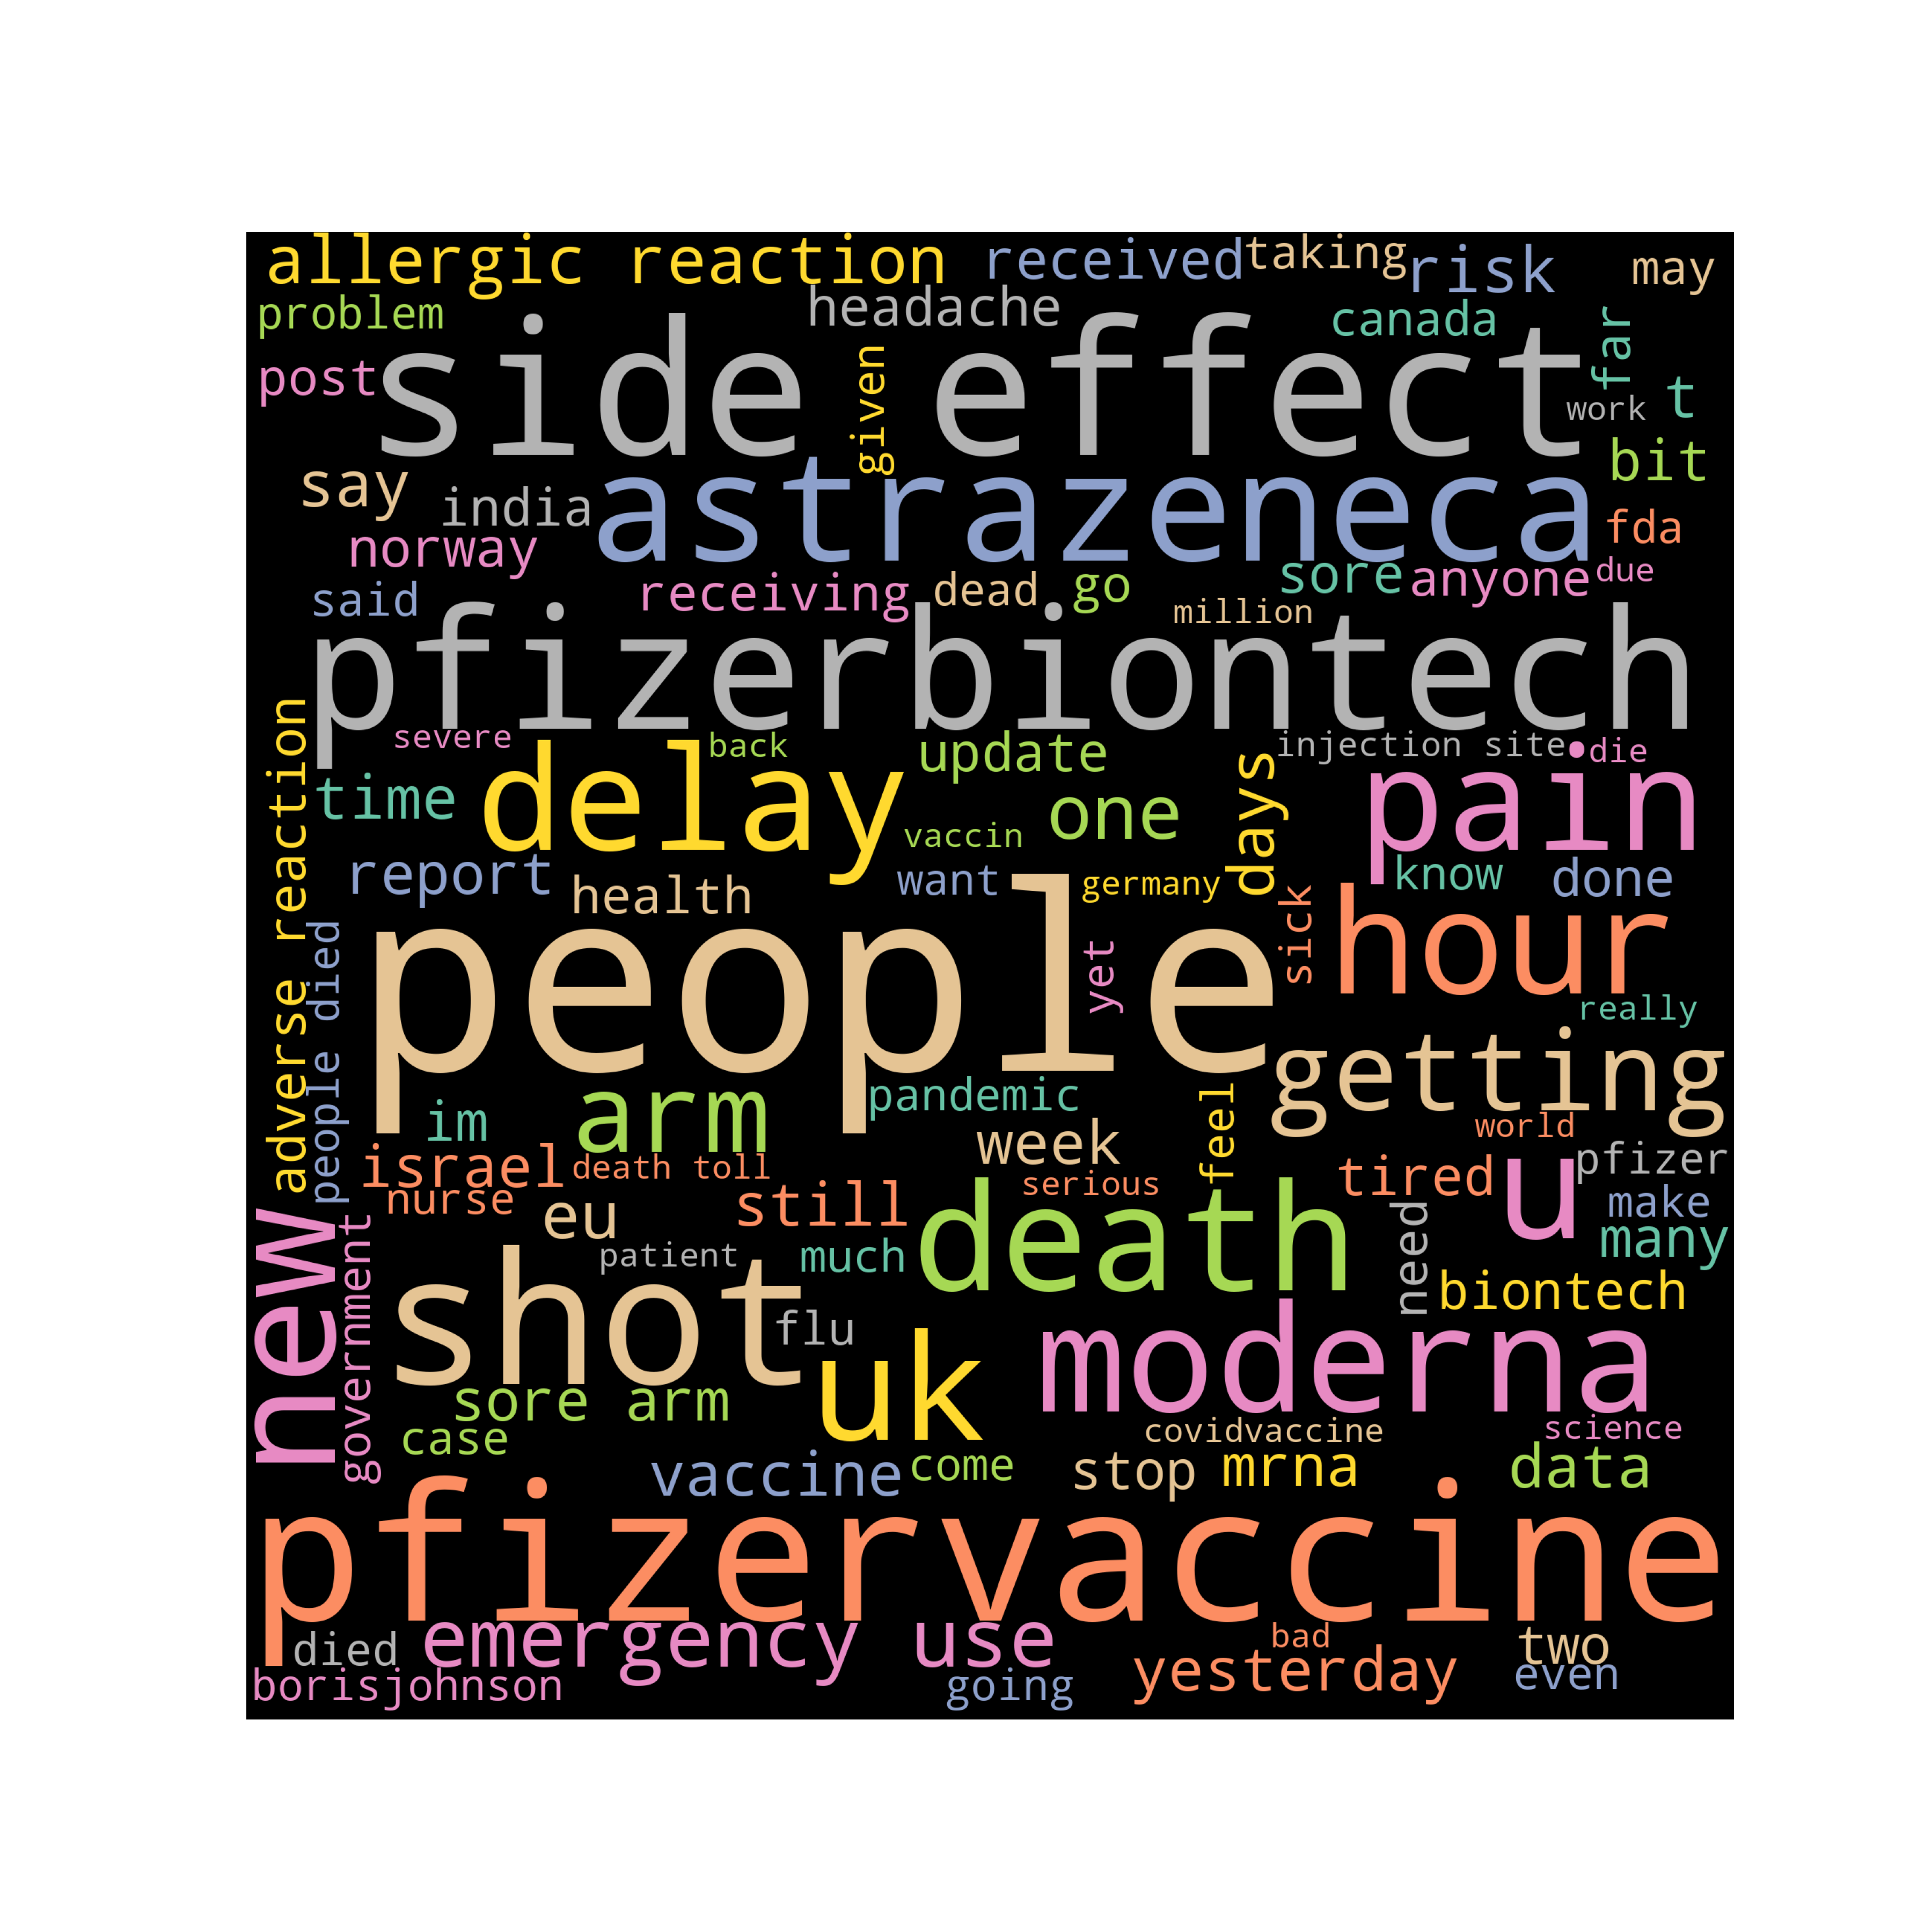 allergic reaction
received
taking
risk
may
problem
headache
canada
far
post
side effect
given
work
t
bit
say
india
astrazeneca
norway
fda
said
receiving
dead
go
sore
anyone
due
million
pfizerbiontech
adverse reaction
severe
back
update
injection site
die
time
delay
days
pain
one
vaccin
report
health
want
germany
know
done
people died
people
yet
sick
hour
really
getting
im
arm
pandemic
week
feel
world
israel
death toll
serious
tired
u
pfizer
nurse
eu
still
death
make
many
new
government
patient
much
need
biontech
shot
flu
uk
moderna
sore arm
case
covidvaccine
science
vaccine
come
stop
mrna
data
pfizervaccine
died
emergency use
bad
two
yesterday
even
borisjohnson
going